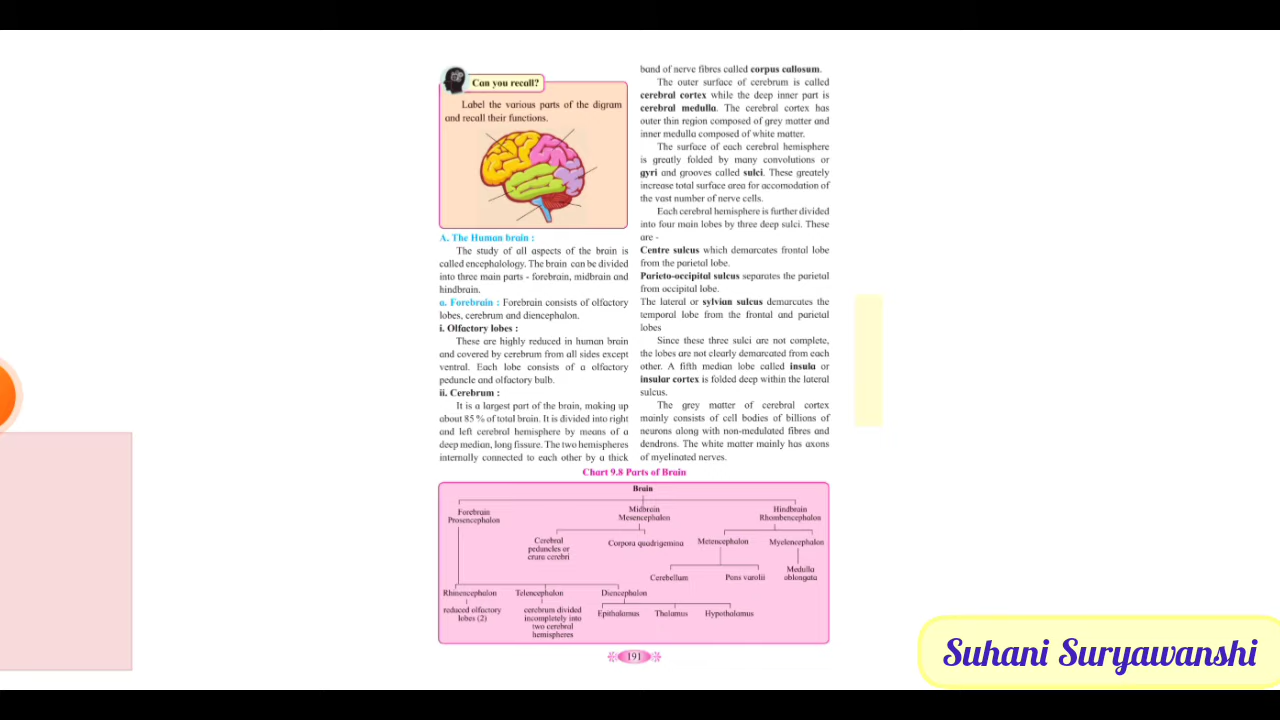 Can you recall?
Label the various parts of the digram
and recall their functions.
A. The Human brain :
The study of all aspects of the brain is
called encephalology. The brain can be divided
into three main parts - forebrain, midbrain and
hindbrain.
a. Forebrain : Forebrain consists of olfactory
lobes, cerebrum and diencephalon.
i. Olfactory lobes :
These are highly reduced in human brain
and covered by cerebrum from all sides except
ventral. Each lobe consists of a olfactory
peduncle and olfactory bulb.
ii. Cerebrum :
It is a largest part of the brain, making up
about 85 % of total brain. It is divided into right
and left cerebral hemisphere by means of a
deep median, long fissure. The two hemispheres
internally connected to each other by a thick
band of nerve fibres called corpus callosum.
The outer surface of cerebrum is called
cerebral cortex while the deep inner part is
cerebral medulla. The cerebral cortex has
outer thin region composed of grey matter and
inner medulla composed of white matter.
The surface of each cerebral hemisphere
is greatly folded by many convolutions or
gyri and grooves called sulci. These greately
increase total surface area for accomodation of
the vast number of nerve cells.
Each cerebral hemisphere is further divided
into four main lobes by three deep sulci. These
are -
Centre sulcus which demarcates frontal lobe
from the parietal lobe.
Parieto-occipital sulcus separates the parietal
from occipital lobe.
The lateral or sylvian sulcus demarcates the
temporal lobe from the frontal and parietal
lobes
Since these three sulci are not complete,
the lobes are not clearly demarcated from each
other. A fifth median lobe called insula or
insular cortex is folded deep within the lateral
sulcus.
The grey matter of cerebral cortex
mainly consists of cell bodies of billions of
neurons along with non-medulated fibres and
dendrons. The white matter mainly has axons
of myelinated nerves.
Chart 9.8 Parts of Brain
Brain
Forebrain
Prosencephalon
Midbrain
Mesencephalon
Hindbrain
Rhombencephalon
Cerebral
peduncles or
crura cerebri
Corpora quadrigemina
Metencephalon
Myelencephalon
Cerebellum
Pons varolii
Medulla
oblongata
Rhinencephalon
Telencephalon
Diencephalon
reduced olfactory
lobes (2)
cerebrum divided
incompletely into
two cerebral
hemispheres
Epithalamus
Thalamus
Hypothalamus
191
Suhani Suryawanshi